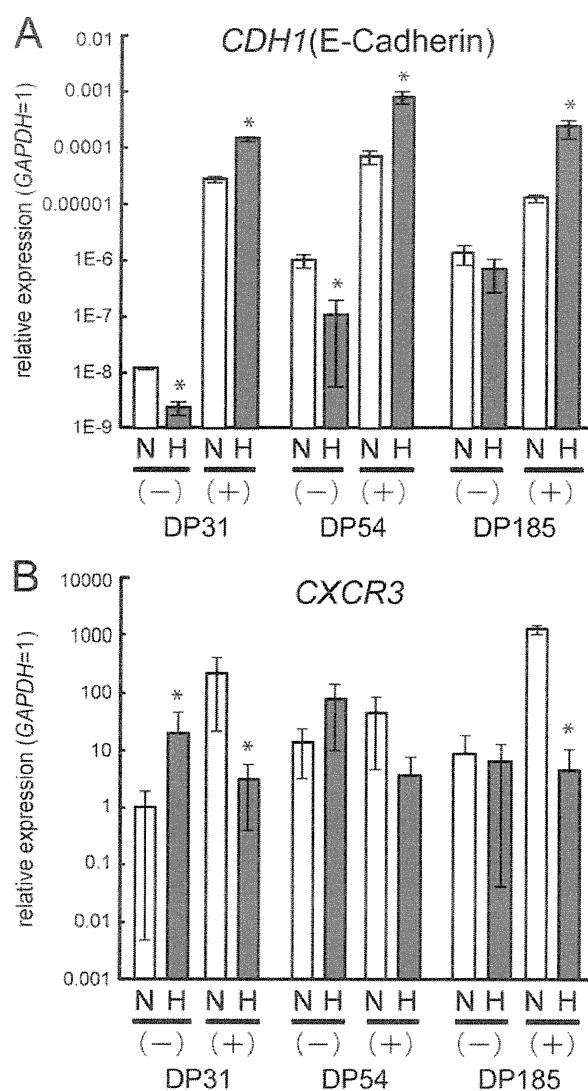 A
CDH1(E-Cadherin)
relative expression (GAPDH=1)
0.01
0.001
0.0001
0.00001
1E-6
1E-7
1E-8
1E-9
* * * * *
N H N H N H N H N H N H
(−) (+) (−) (+) (−) (+)
DP31 DP54 DP185
B
CXCR3
relative expression (GAPDH=1)
10000
1000
100
10
1
0.1
0.01
0.001
* * *
N H N H N H N H N H N H
(−) (+) (−) (+) (−) (+)
DP31 DP54 DP185